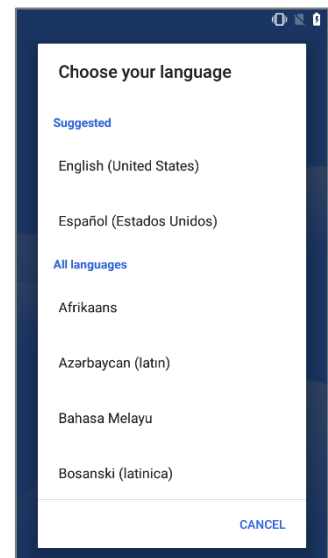 Choose your language
Suggested
English (United States)
Español (Estados Unidos)
All languages
Afrikaans
Azərbaycan (latın)
Bahasa Melayu
Bosanski (latinica)
CANCEL